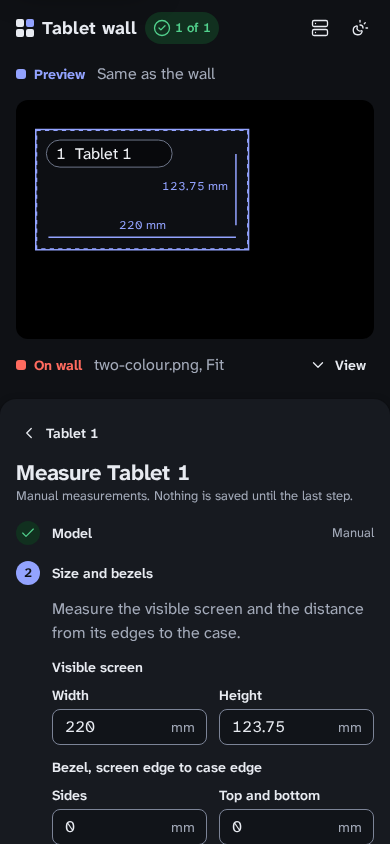 Tablet wall
1 of 1
Preview Same as the wall
1 Tablet 1
123.75 mm
220 mm
On wall two-colour.png, Fit
View
Tablet 1
Measure Tablet 1
Manual measurements. Nothing is saved until the last step.
Model Manual
2 Size and bezels
Measure the visible screen and the distance
from its edges to the case.
Visible screen
Width Height
220 mm 123.75 mm
Bezel, screen edge to case edge
Sides Top and bottom
0 mm 0 mm